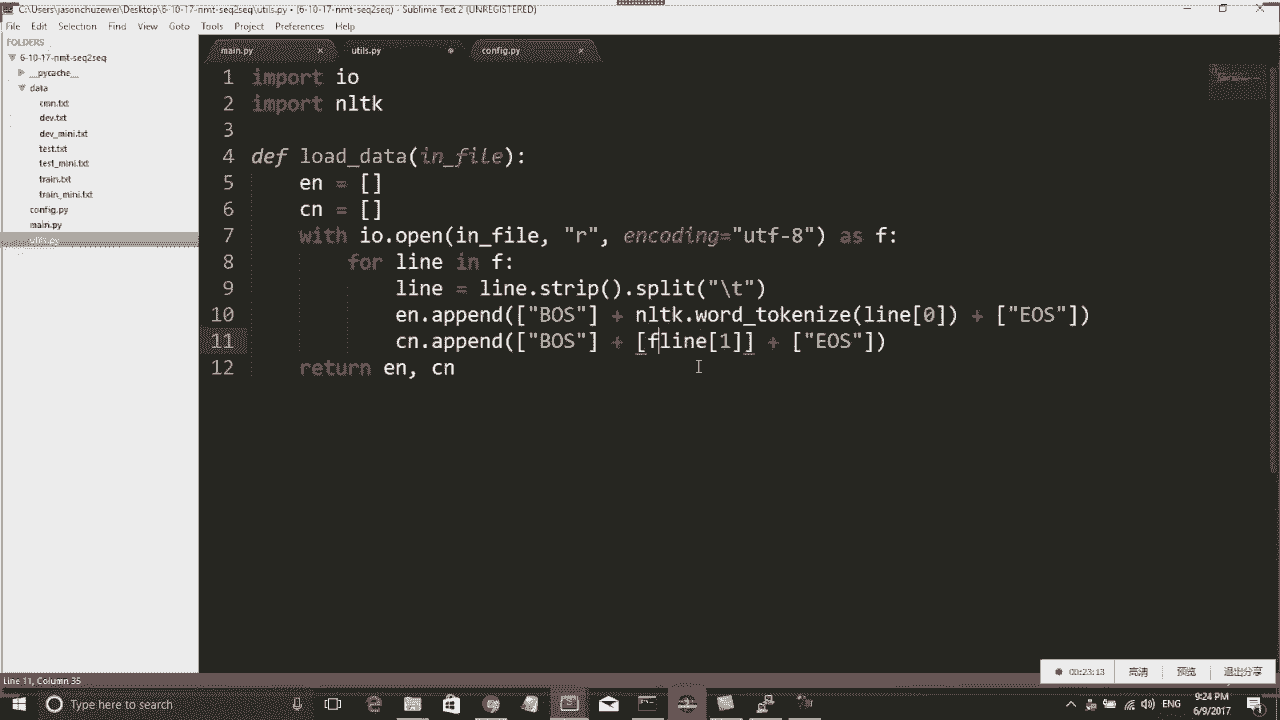 C:\Users\jasonchuzewei\Desktop\6-10-17-nmt-seq2seq\utils.py • (6-10-17-nmt-seq2seq) - Sublime Text 2 (UNREGISTERED)
File Edit Selection Find View Goto Tools Project Preferences Help
FOLDERS
6-10-17-nmt-seq2seq
__pycache__
data
cmn.txt
dev.txt
dev_mini.txt
test.txt
test_mini.txt
train.txt
train_mini.txt
config.py
main.py
utils.py
main.py × utils.py config.py ×
1 import io
2 import nltk
3
4 def load_data(in_file):
5 en = []
6 cn = []
7 with io.open(in_file, "r", encoding="utf-8") as f:
8 for line in f:
9 line = line.strip().split("\t")
10 en.append(["BOS"] + nltk.word_tokenize(line[0]) + ["EOS"])
11 cn.append(["BOS"] + [fline[1]] + ["EOS"])
12 return en, cn
Line 11, Column 35
00:23:13 高清 预览 退出分享
Type here to search
ENG
9:24 PM
6/9/2017